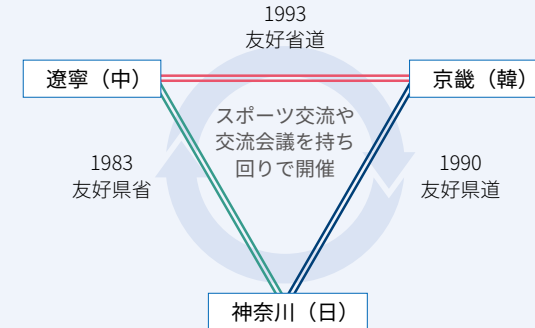 1993
友好省道
遼寧（中）
京畿（韓）
スポーツ交流や
交流会議を持ち
回りで開催
1983
友好県省
1990
友好県道
神奈川（日）